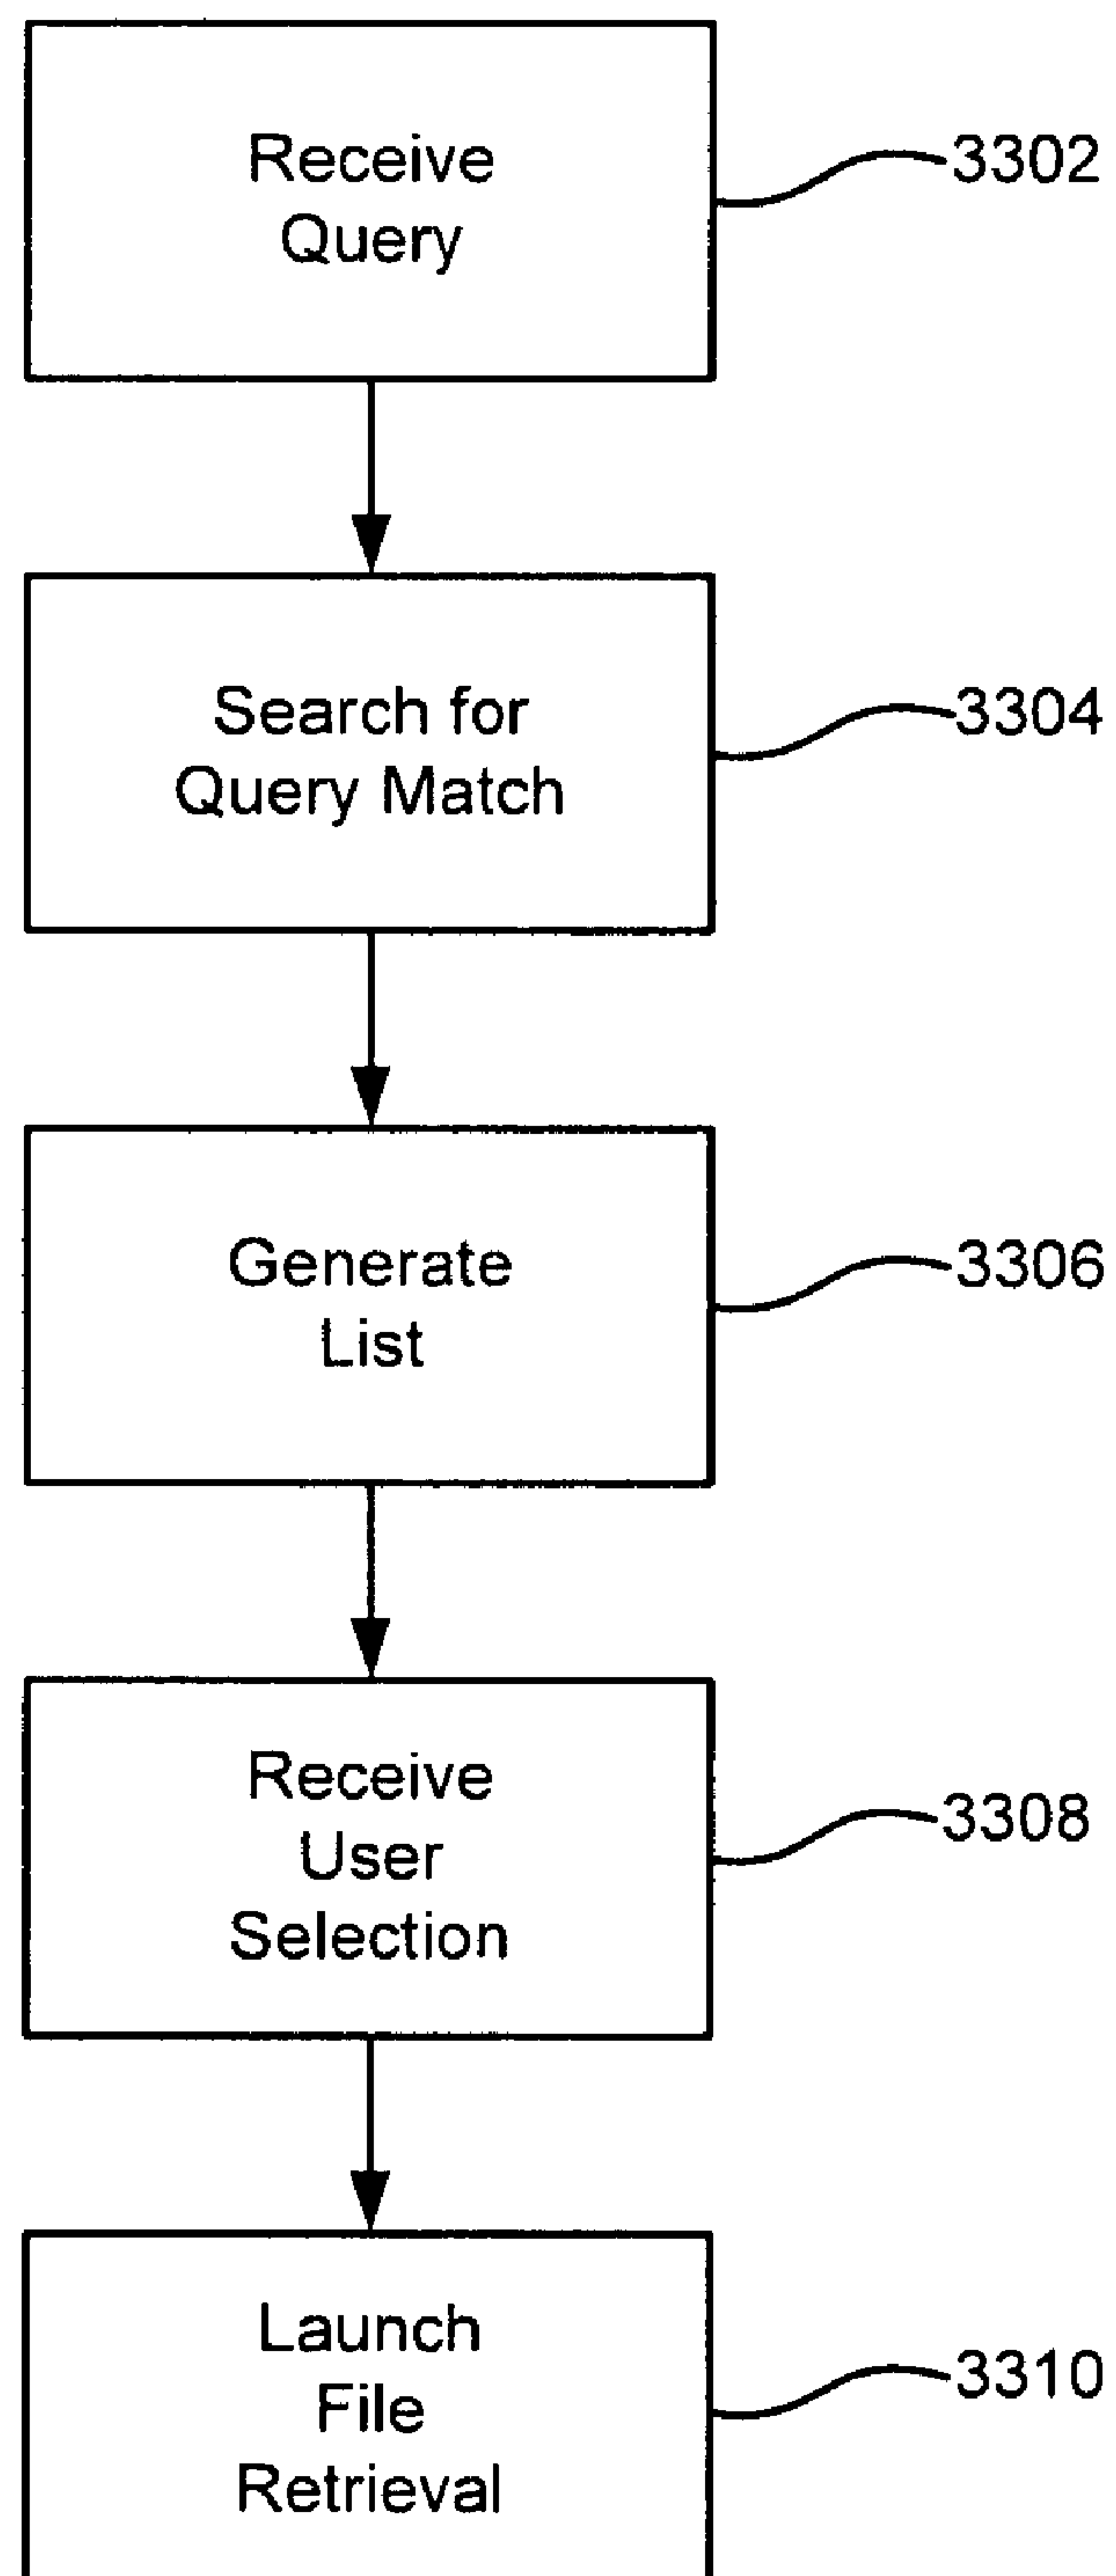 Receive
Query
3302
Search for
Query Match
3304
Generate
List
3306
Receive
User
Selection
3308
Launch
File
Retrieval
3310